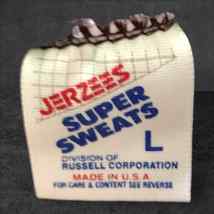 JERZEES
SUPER
SWEATS
L
DIVISION OF
RUSSELL CORPORATION
MADE IN U.S.A
FOR CARE & CONTENT SEE REVERSE